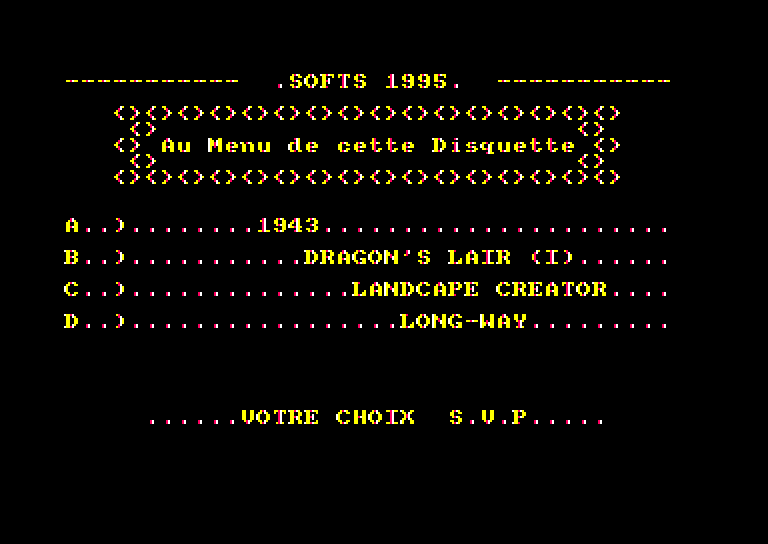 ----------- .SOFTS 1995. -----------
<><><><><><><><><><><><><><><><>
<> <>
<> Au Menu de cette Disquette <>
<> <>
<><><><><><><><><><><><><><><><>
A..)........1943......................
B..)...........DRAGON'S LAIR (I)......
C..)..............LANDCAPE CREATOR....
D..).................LONG-WAY.........
......VOTRE CHOIX  S.V.P.....